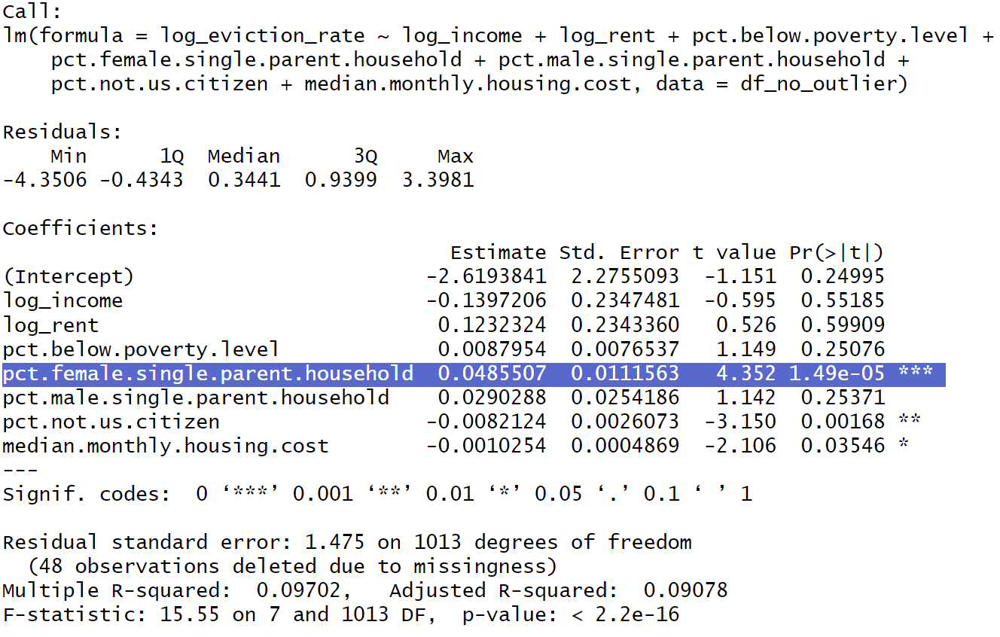 Call:
lm(formula = log_eviction_rate ~ log_income + log_rent + pct.below.poverty.level +
    pct.female.single.parent.household + pct.male.single.parent.household +
    pct.not.us.citizen + median.monthly.housing.cost, data = df_no_outlier)

Residuals:
    Min      1Q  Median      3Q     Max
-4.3506 -0.4343  0.3441  0.9399  3.3981

Coefficients:
                                     Estimate Std. Error t value Pr(>|t|)
(Intercept)                        -2.6193841  2.2755093  -1.151  0.24995
log_income                         -0.1397206  0.2347481  -0.595  0.55185
log_rent                            0.1232324  0.2343360   0.526  0.59909
pct.below.poverty.level             0.0087954  0.0076537   1.149  0.25076
pct.female.single.parent.household  0.0485507  0.0111563   4.352 1.49e-05 ***
pct.male.single.parent.household    0.0290288  0.0254186   1.142  0.25371
pct.not.us.citizen                 -0.0082124  0.0026073  -3.150  0.00168 **
median.monthly.housing.cost        -0.0010254  0.0004869  -2.106  0.03546 *
---
Signif. codes:  0 ‘***’ 0.001 ‘**’ 0.01 ‘*’ 0.05 ‘.’ 0.1 ‘ ’ 1

Residual standard error: 1.475 on 1013 degrees of freedom
  (48 observations deleted due to missingness)
Multiple R-squared:  0.09702,   Adjusted R-squared:  0.09078
F-statistic: 15.55 on 7 and 1013 DF,  p-value: < 2.2e-16